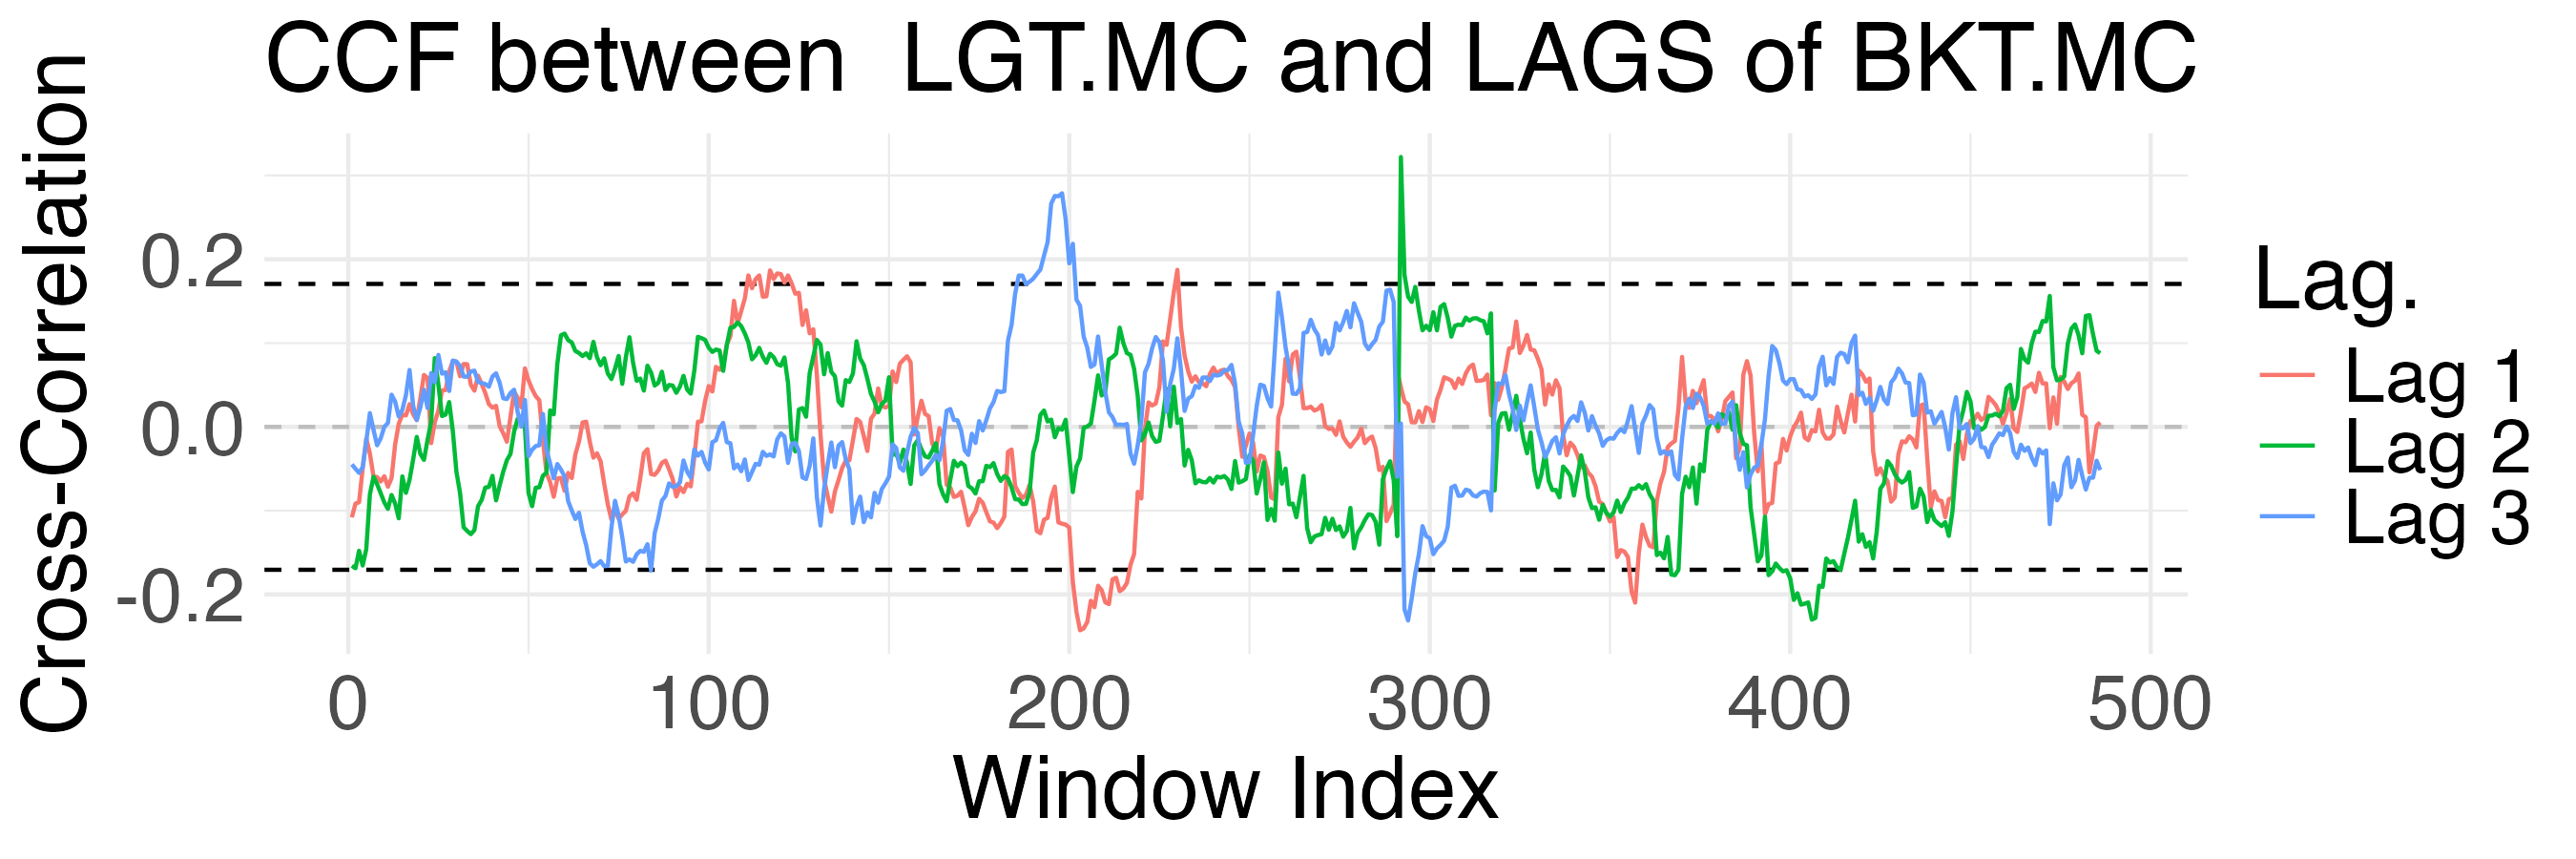 CCF between  LGT.MC and LAGS of BKT.MC
Cross-Correlation
0.2
0.0
-0.2
0 100 200 300 400 500
Window Index
Lag.
Lag 1
Lag 2
Lag 3